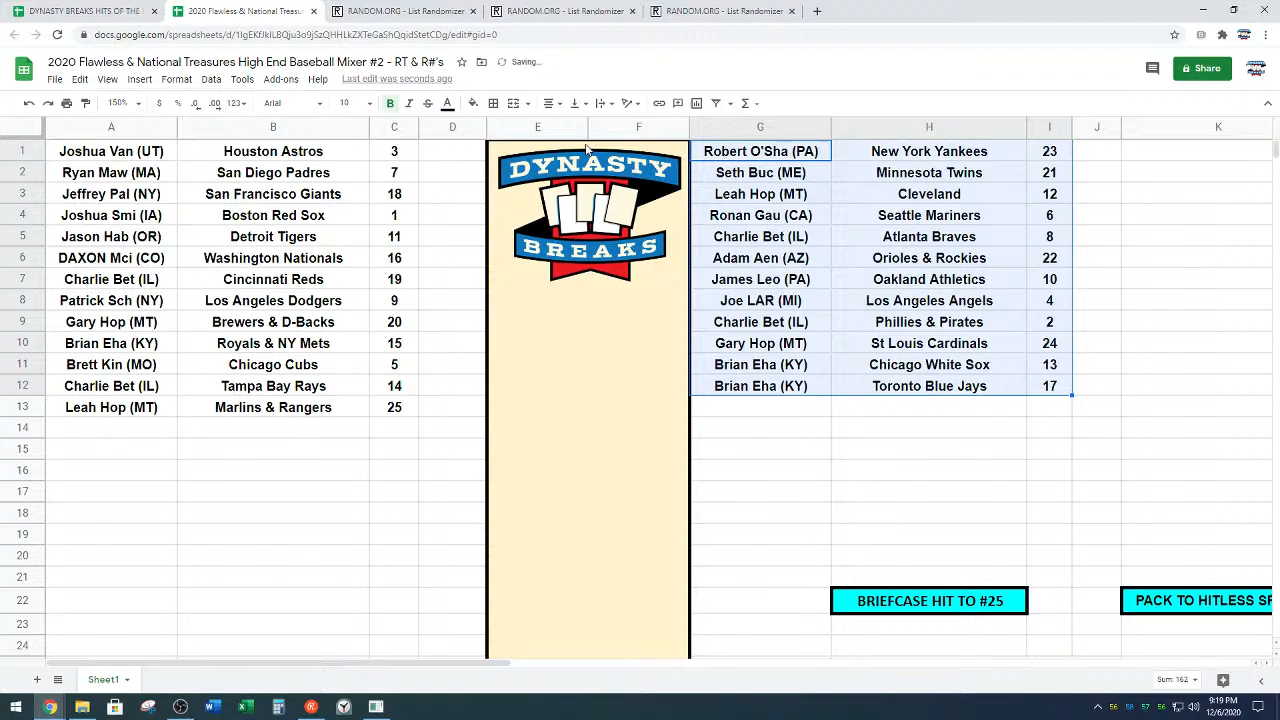 DYNASTY BREAKS HITS OF THE
2020 Flawless & National Treasu
RANDOM.ORG - List Randomizer
RANDOM.ORG - List Randomizer
RANDOM.ORG - List Randomizer
2020 Flawless & National Treasures High End Baseball Mixer #2 - RT & R#'s
Saving...
Share
File Edit View Insert Format Data Tools Add-ons Help Last edit was seconds ago
150% $ % .0 .00 123 Arial 10 B I S A
A B C D E F G H I J K
1 Joshua Van (UT) Houston Astros 3 Robert O'Sha (PA) New York Yankees 23
2 Ryan Maw (MA) San Diego Padres 7 Seth Buc (ME) Minnesota Twins 21
3 Jeffrey Pal (NY) San Francisco Giants 18 Leah Hop (MT) Cleveland 12
4 Joshua Smi (IA) Boston Red Sox 1 Ronan Gau (CA) Seattle Mariners 6
5 Jason Hab (OR) Detroit Tigers 11 Charlie Bet (IL) Atlanta Braves 8
6 DAXON Mci (CO) Washington Nationals 16 Adam Aen (AZ) Orioles & Rockies 22
7 Charlie Bet (IL) Cincinnati Reds 19 James Leo (PA) Oakland Athletics 10
8 Patrick Sch (NY) Los Angeles Dodgers 9 Joe LAR (MI) Los Angeles Angels 4
9 Gary Hop (MT) Brewers & D-Backs 20 Charlie Bet (IL) Phillies & Pirates 2
10 Brian Eha (KY) Royals & NY Mets 15 Gary Hop (MT) St Louis Cardinals 24
11 Brett Kin (MO) Chicago Cubs 5 Brian Eha (KY) Chicago White Sox 13
12 Charlie Bet (IL) Tampa Bay Rays 14 Brian Eha (KY) Toronto Blue Jays 17
13 Leah Hop (MT) Marlins & Rangers 25
DYNASTY
BREAKS
14
15
16
17
18
19
20
21
22 BRIEFCASE HIT TO #25 PACK TO HITLESS SP
23
24
Sheet1
Sum: 162
56 58 57 56
9:19 PM
12/6/2020